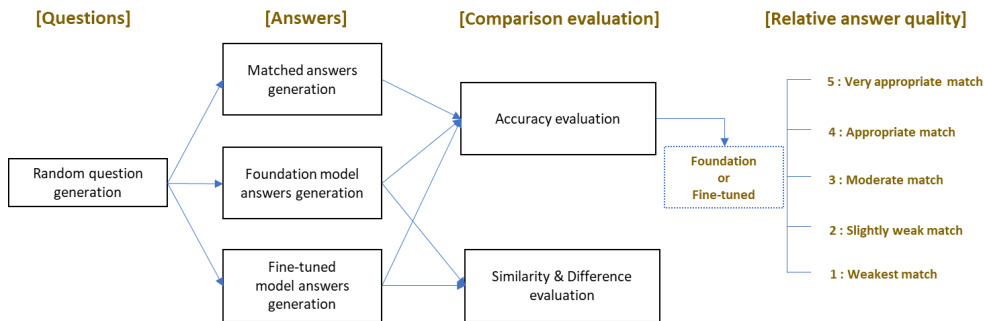 [Questions]
[Answers]
[Comparison evaluation]
[Relative answer quality]
Random question
generation
Matched answers
generation
Foundation model
answers generation
Fine-tuned
model answers
generation
Accuracy evaluation
Similarity & Difference
evaluation
Foundation
or
Fine-tuned
5 : Very appropriate match
4 : Appropriate match
3 : Moderate match
2 : Slightly weak match
1 : Weakest match